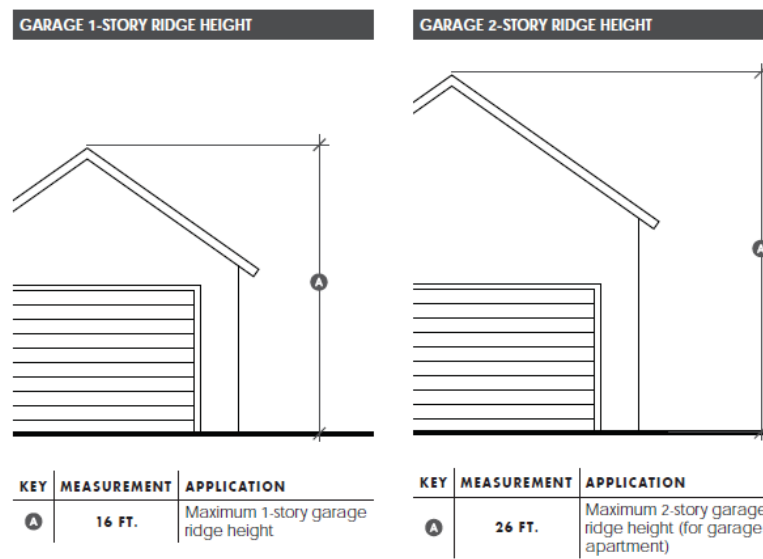 GARAGE 1-STORY RIDGE HEIGHT
A
KEY MEASUREMENT APPLICATION
A 16 FT. Maximum 1-story garage
ridge height
GARAGE 2-STORY RIDGE HEIGHT
A
KEY MEASUREMENT APPLICATION
A 26 FT. Maximum 2-story garage
ridge height (for garage
apartment)